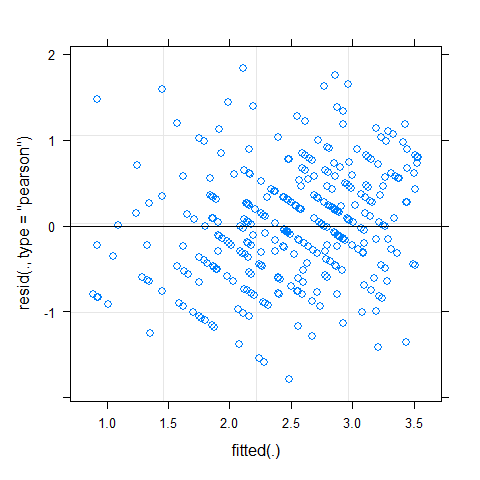 2
1
0
-1
resid(., type = "pearson")
1.0 1.5 2.0 2.5 3.0 3.5
fitted(.)